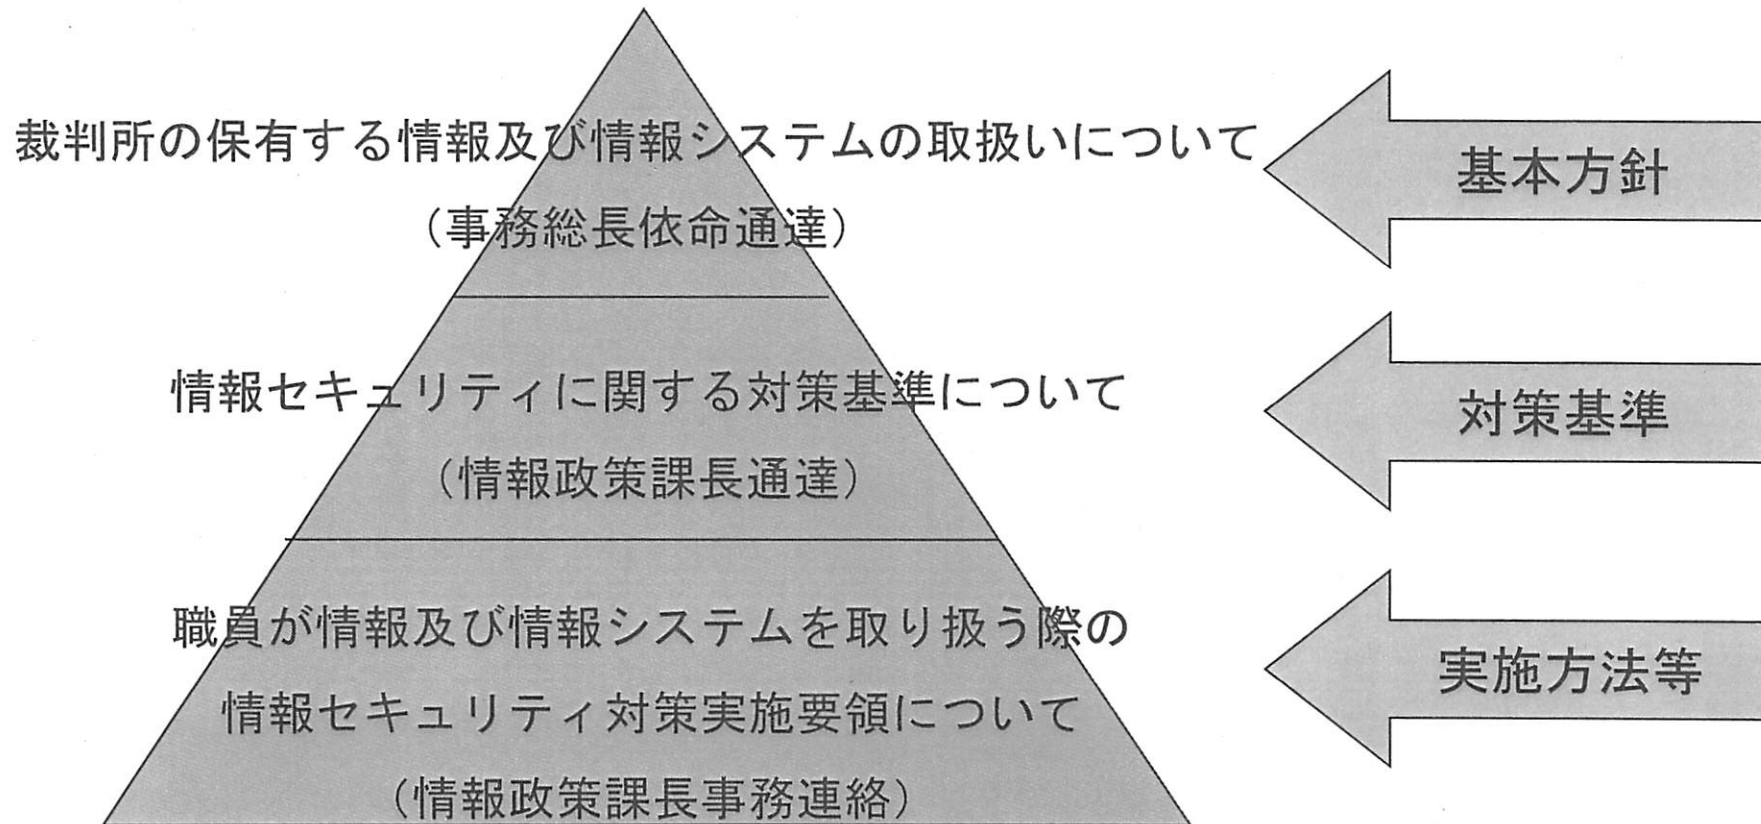 裁判所の保有する情報及び情報システムの取扱いについて
（事務総長依命通達）
基本方針
情報セキュリティに関する対策基準について
（情報政策課長通達）
対策基準
職員が情報及び情報システムを取り扱う際の
情報セキュリティ対策実施要領について
（情報政策課長事務連絡）
実施方法等